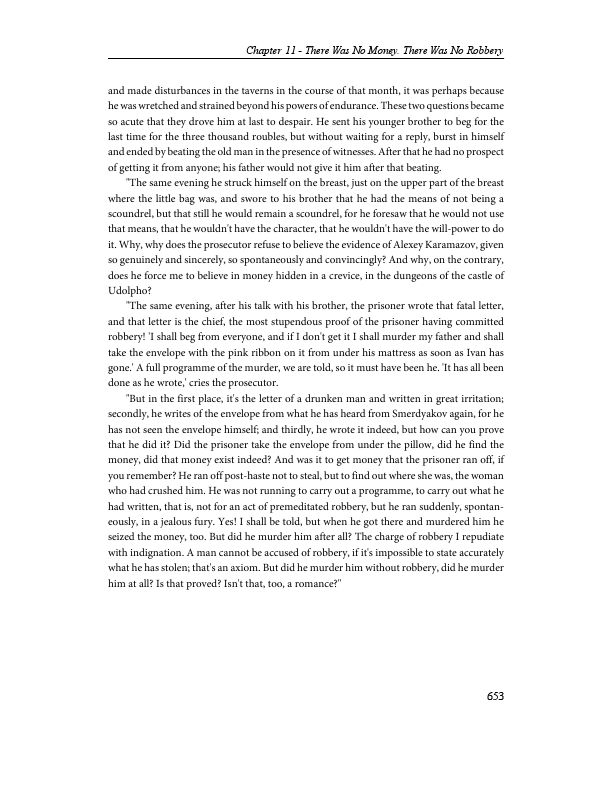 Chapter 11 - There Was No Money. There Was No Robbery
and made disturbances in the taverns in the course of that month, it was perhaps because
he was wretched and strained beyond his powers of endurance. These two questions became
so acute that they drove him at last to despair. He sent his younger brother to beg for the
last time for the three thousand roubles, but without waiting for a reply, burst in himself
and ended by beating the old man in the presence of witnesses. After that he had no prospect
of getting it from anyone; his father would not give it him after that beating.
"The same evening he struck himself on the breast, just on the upper part of the breast
where the little bag was, and swore to his brother that he had the means of not being a
scoundrel, but that still he would remain a scoundrel, for he foresaw that he would not use
that means, that he wouldn't have the character, that he wouldn't have the will-power to do
it. Why, why does the prosecutor refuse to believe the evidence of Alexey Karamazov, given
so genuinely and sincerely, so spontaneously and convincingly? And why, on the contrary,
does he force me to believe in money hidden in a crevice, in the dungeons of the castle of
Udolpho?
"The same evening, after his talk with his brother, the prisoner wrote that fatal letter,
and that letter is the chief, the most stupendous proof of the prisoner having committed
robbery! 'I shall beg from everyone, and if I don't get it I shall murder my father and shall
take the envelope with the pink ribbon on it from under his mattress as soon as Ivan has
gone.' A full programme of the murder, we are told, so it must have been he. 'It has all been
done as he wrote,' cries the prosecutor.
"But in the first place, it's the letter of a drunken man and written in great irritation;
secondly, he writes of the envelope from what he has heard from Smerdyakov again, for he
has not seen the envelope himself; and thirdly, he wrote it indeed, but how can you prove
that he did it? Did the prisoner take the envelope from under the pillow, did he find the
money, did that money exist indeed? And was it to get money that the prisoner ran off, if
you remember? He ran off post-haste not to steal, but to find out where she was, the woman
who had crushed him. He was not running to carry out a programme, to carry out what he
had written, that is, not for an act of premeditated robbery, but he ran suddenly, spontan-
eously, in a jealous fury. Yes! I shall be told, but when he got there and murdered him he
seized the money, too. But did he murder him after all? The charge of robbery I repudiate
with indignation. A man cannot be accused of robbery, if it's impossible to state accurately
what he has stolen; that's an axiom. But did he murder him without robbery, did he murder
him at all? Is that proved? Isn't that, too, a romance?"
653